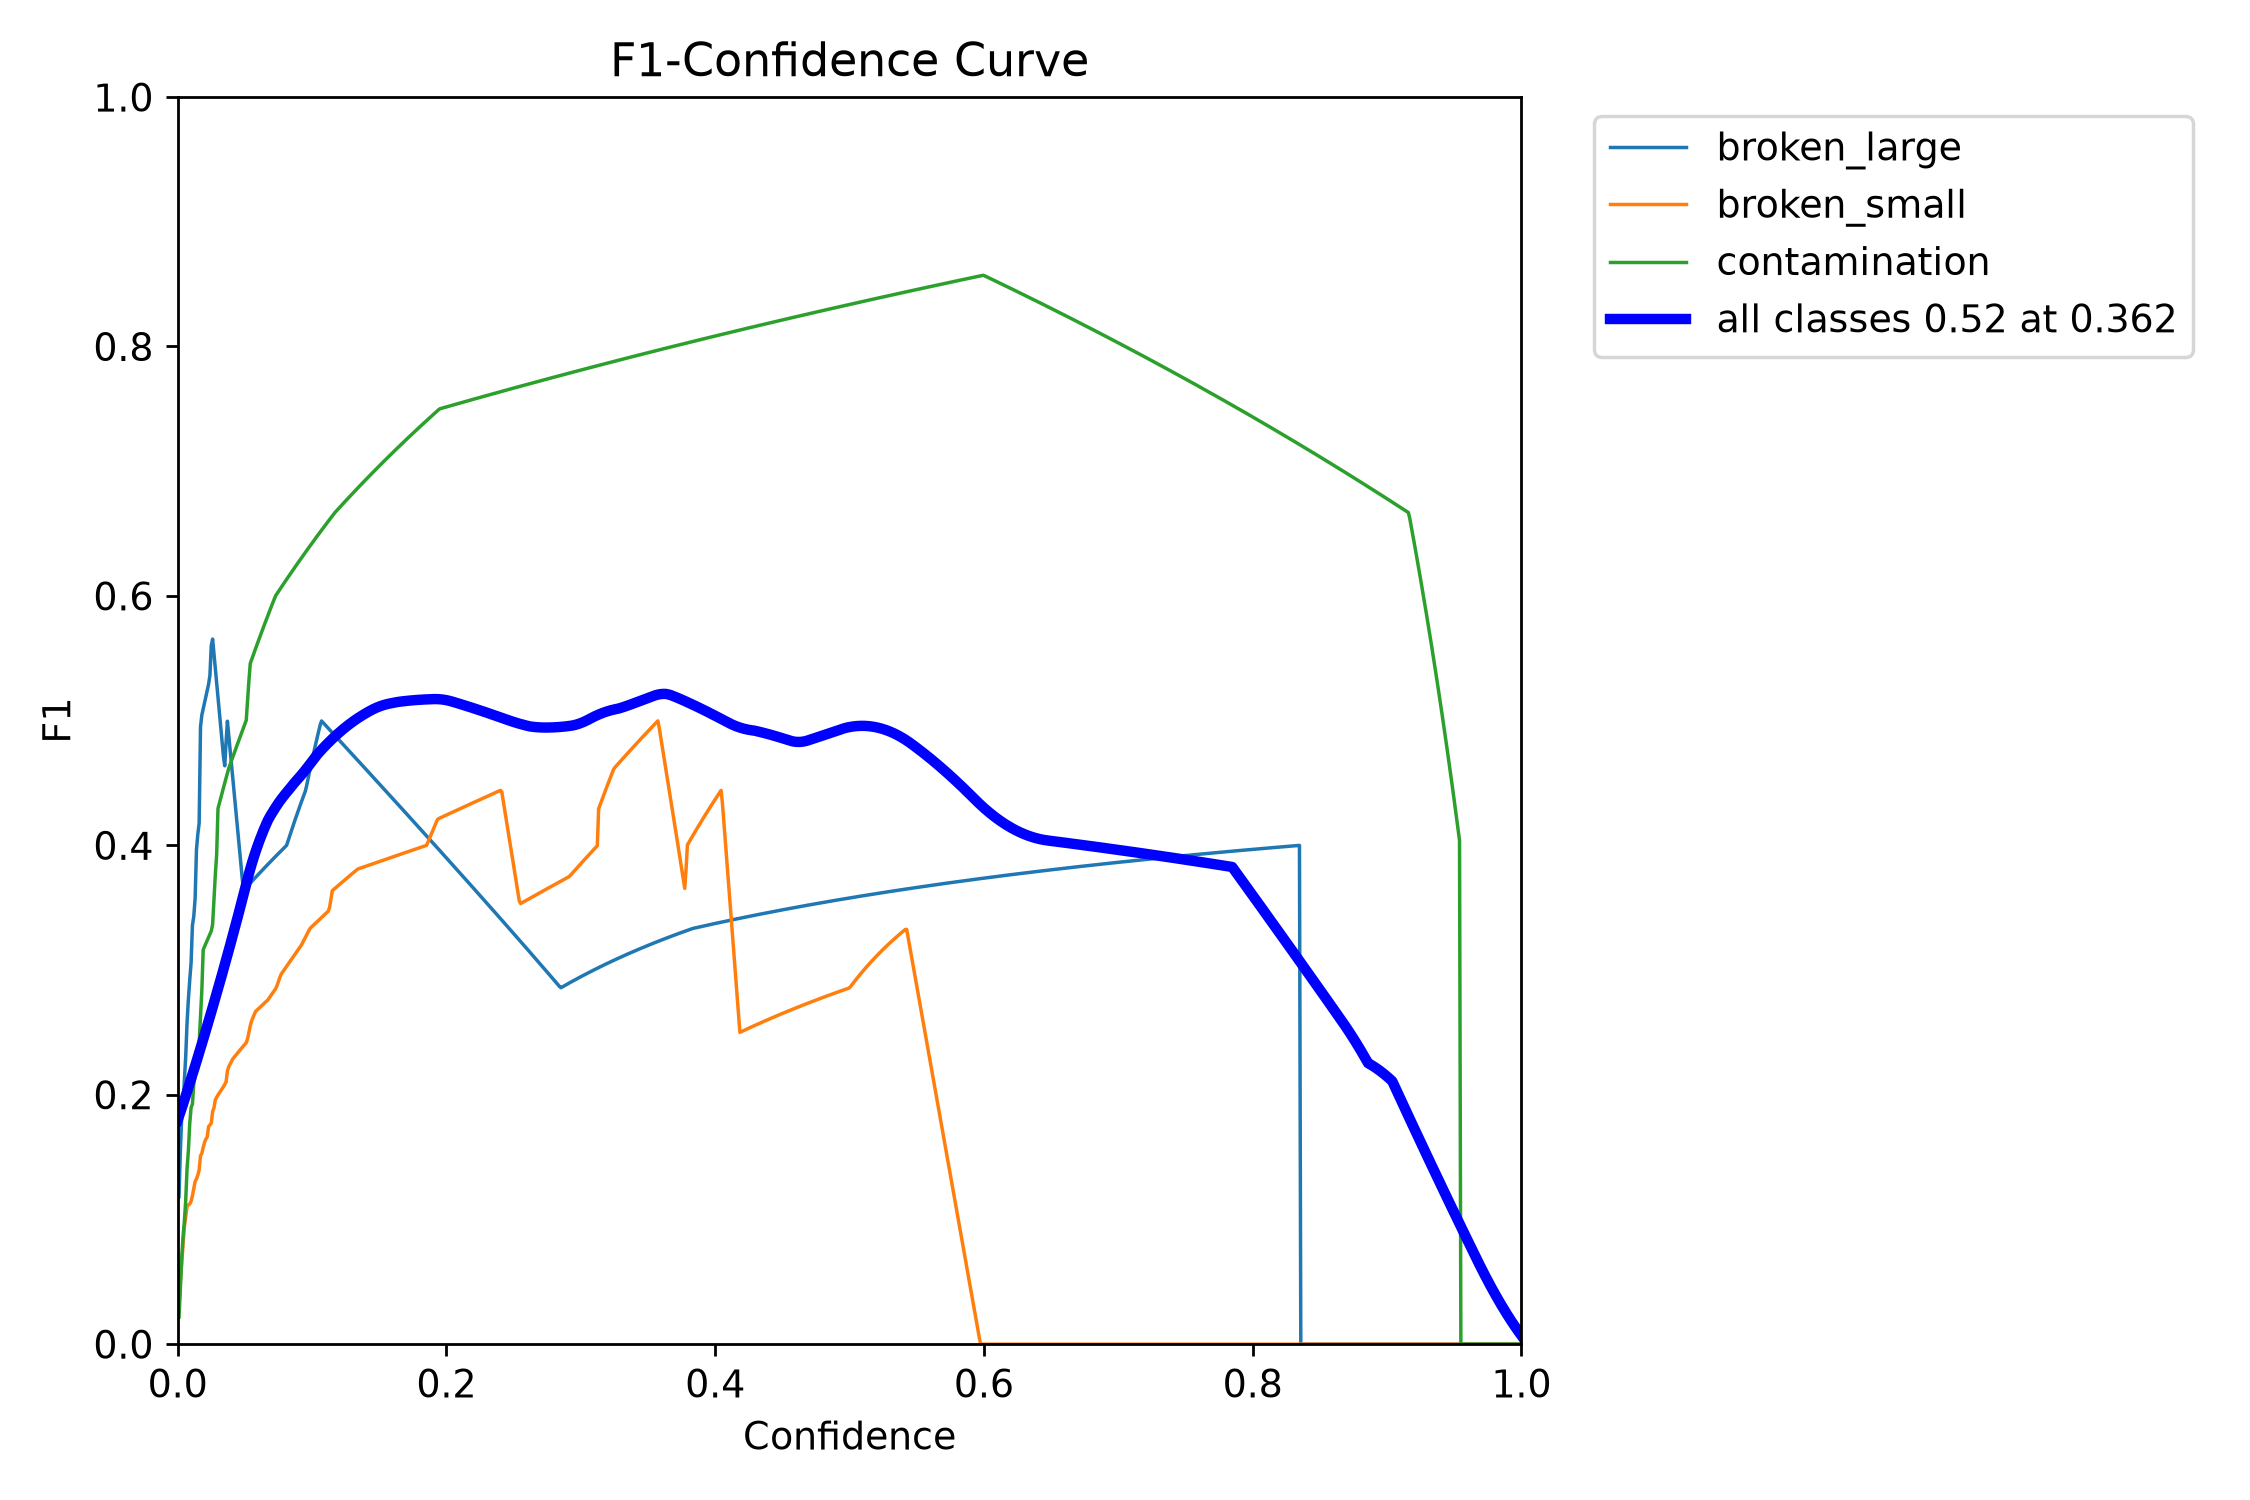 F1-Confidence Curve
1.0
0.8
0.6
0.4
0.2
0.0
F1
0.0 0.2 0.4 0.6 0.8 1.0
Confidence
broken_large
broken_small
contamination
all classes 0.52 at 0.362